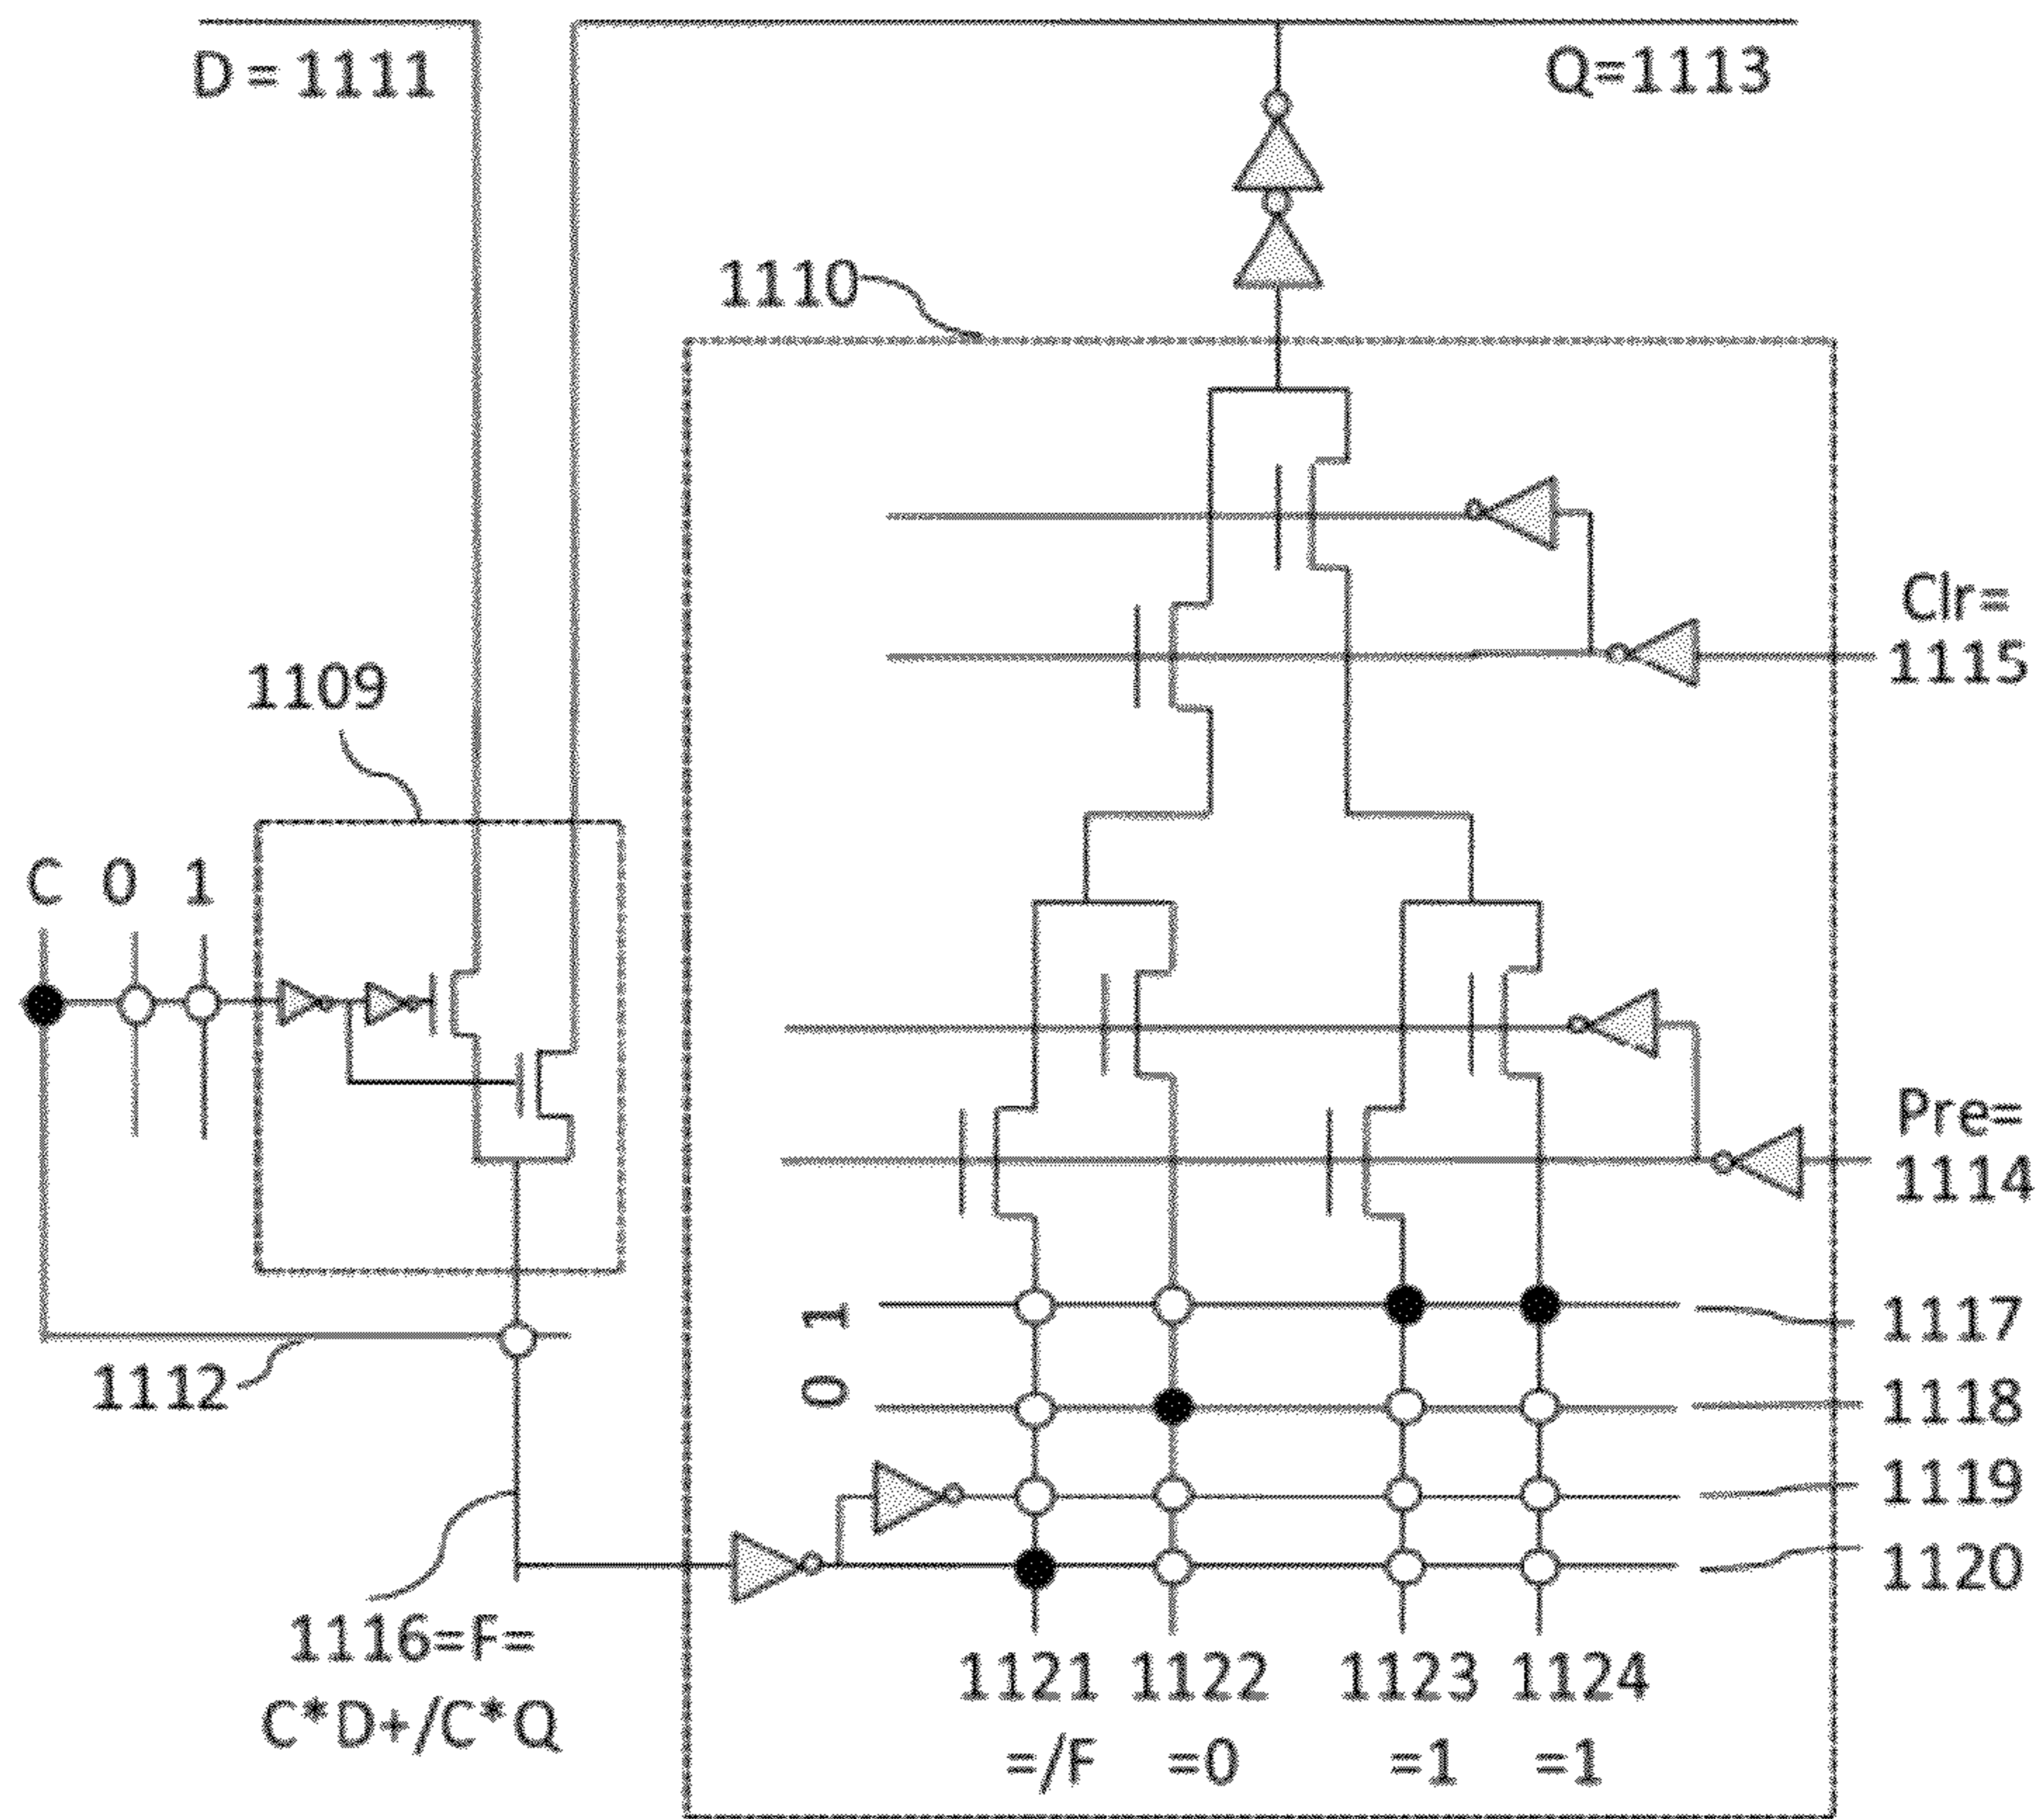 D = 1111
Q=1113
1110
Clr=
1115
1109
C 0 1
Pre=
1114
1
1117
1112
0
1118
1119
1120
1116=F=
C*D+/C*Q
1121 1122 1123 1124
=/F =0 =1 =1